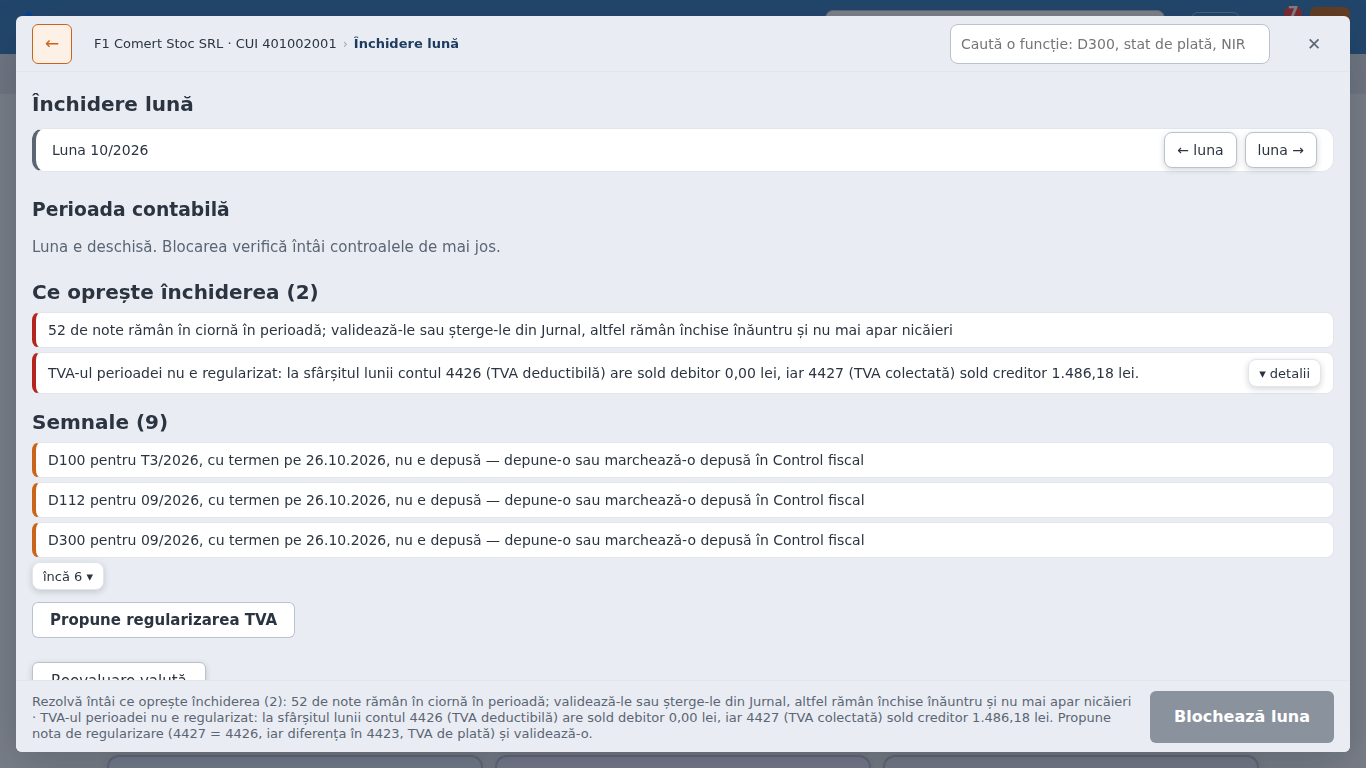 7
←
F1 Comert Stoc SRL · CUI 401002001 › Închidere lună
Caută o funcție: D300, stat de plată, NIR
✕
Închidere lună
Luna 10/2026
← luna
luna →
Perioada contabilă
Luna e deschisă. Blocarea verifică întâi controalele de mai jos.
Ce oprește închiderea (2)
52 de note rămân în ciornă în perioadă; validează-le sau șterge-le din Jurnal, altfel rămân închise înăuntru și nu mai apar nicăieri
TVA-ul perioadei nu e regularizat: la sfârșitul lunii contul 4426 (TVA deductibilă) are sold debitor 0,00 lei, iar 4427 (TVA colectată) sold creditor 1.486,18 lei.
▾ detalii
Semnale (9)
D100 pentru T3/2026, cu termen pe 26.10.2026, nu e depusă — depune-o sau marchează-o depusă în Control fiscal
D112 pentru 09/2026, cu termen pe 26.10.2026, nu e depusă — depune-o sau marchează-o depusă în Control fiscal
D300 pentru 09/2026, cu termen pe 26.10.2026, nu e depusă — depune-o sau marchează-o depusă în Control fiscal
încă 6 ▾
Propune regularizarea TVA
Reevaluare valută
Rezolvă întâi ce oprește închiderea (2): 52 de note rămân în ciornă în perioadă; validează-le sau șterge-le din Jurnal, altfel rămân închise înăuntru și nu mai apar nicăieri
· TVA-ul perioadei nu e regularizat: la sfârșitul lunii contul 4426 (TVA deductibilă) are sold debitor 0,00 lei, iar 4427 (TVA colectată) sold creditor 1.486,18 lei. Propune
nota de regularizare (4427 = 4426, iar diferența în 4423, TVA de plată) și validează-o.
Blochează luna